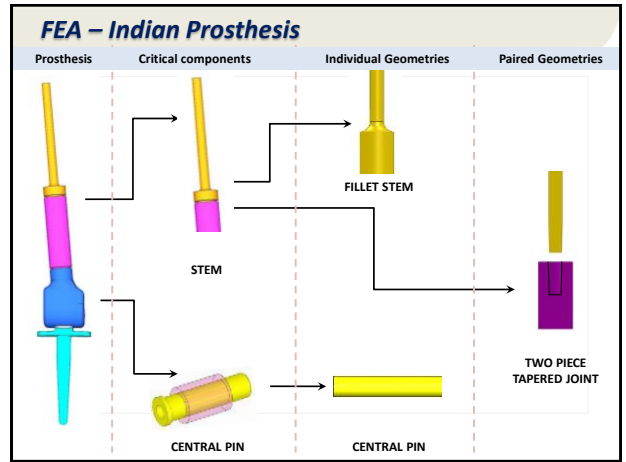 FEA – Indian Prosthesis
Prosthesis
Critical components
Individual Geometries
Paired Geometries
FILLET STEM
STEM
TWO PIECE
TAPERED JOINT
CENTRAL PIN
CENTRAL PIN